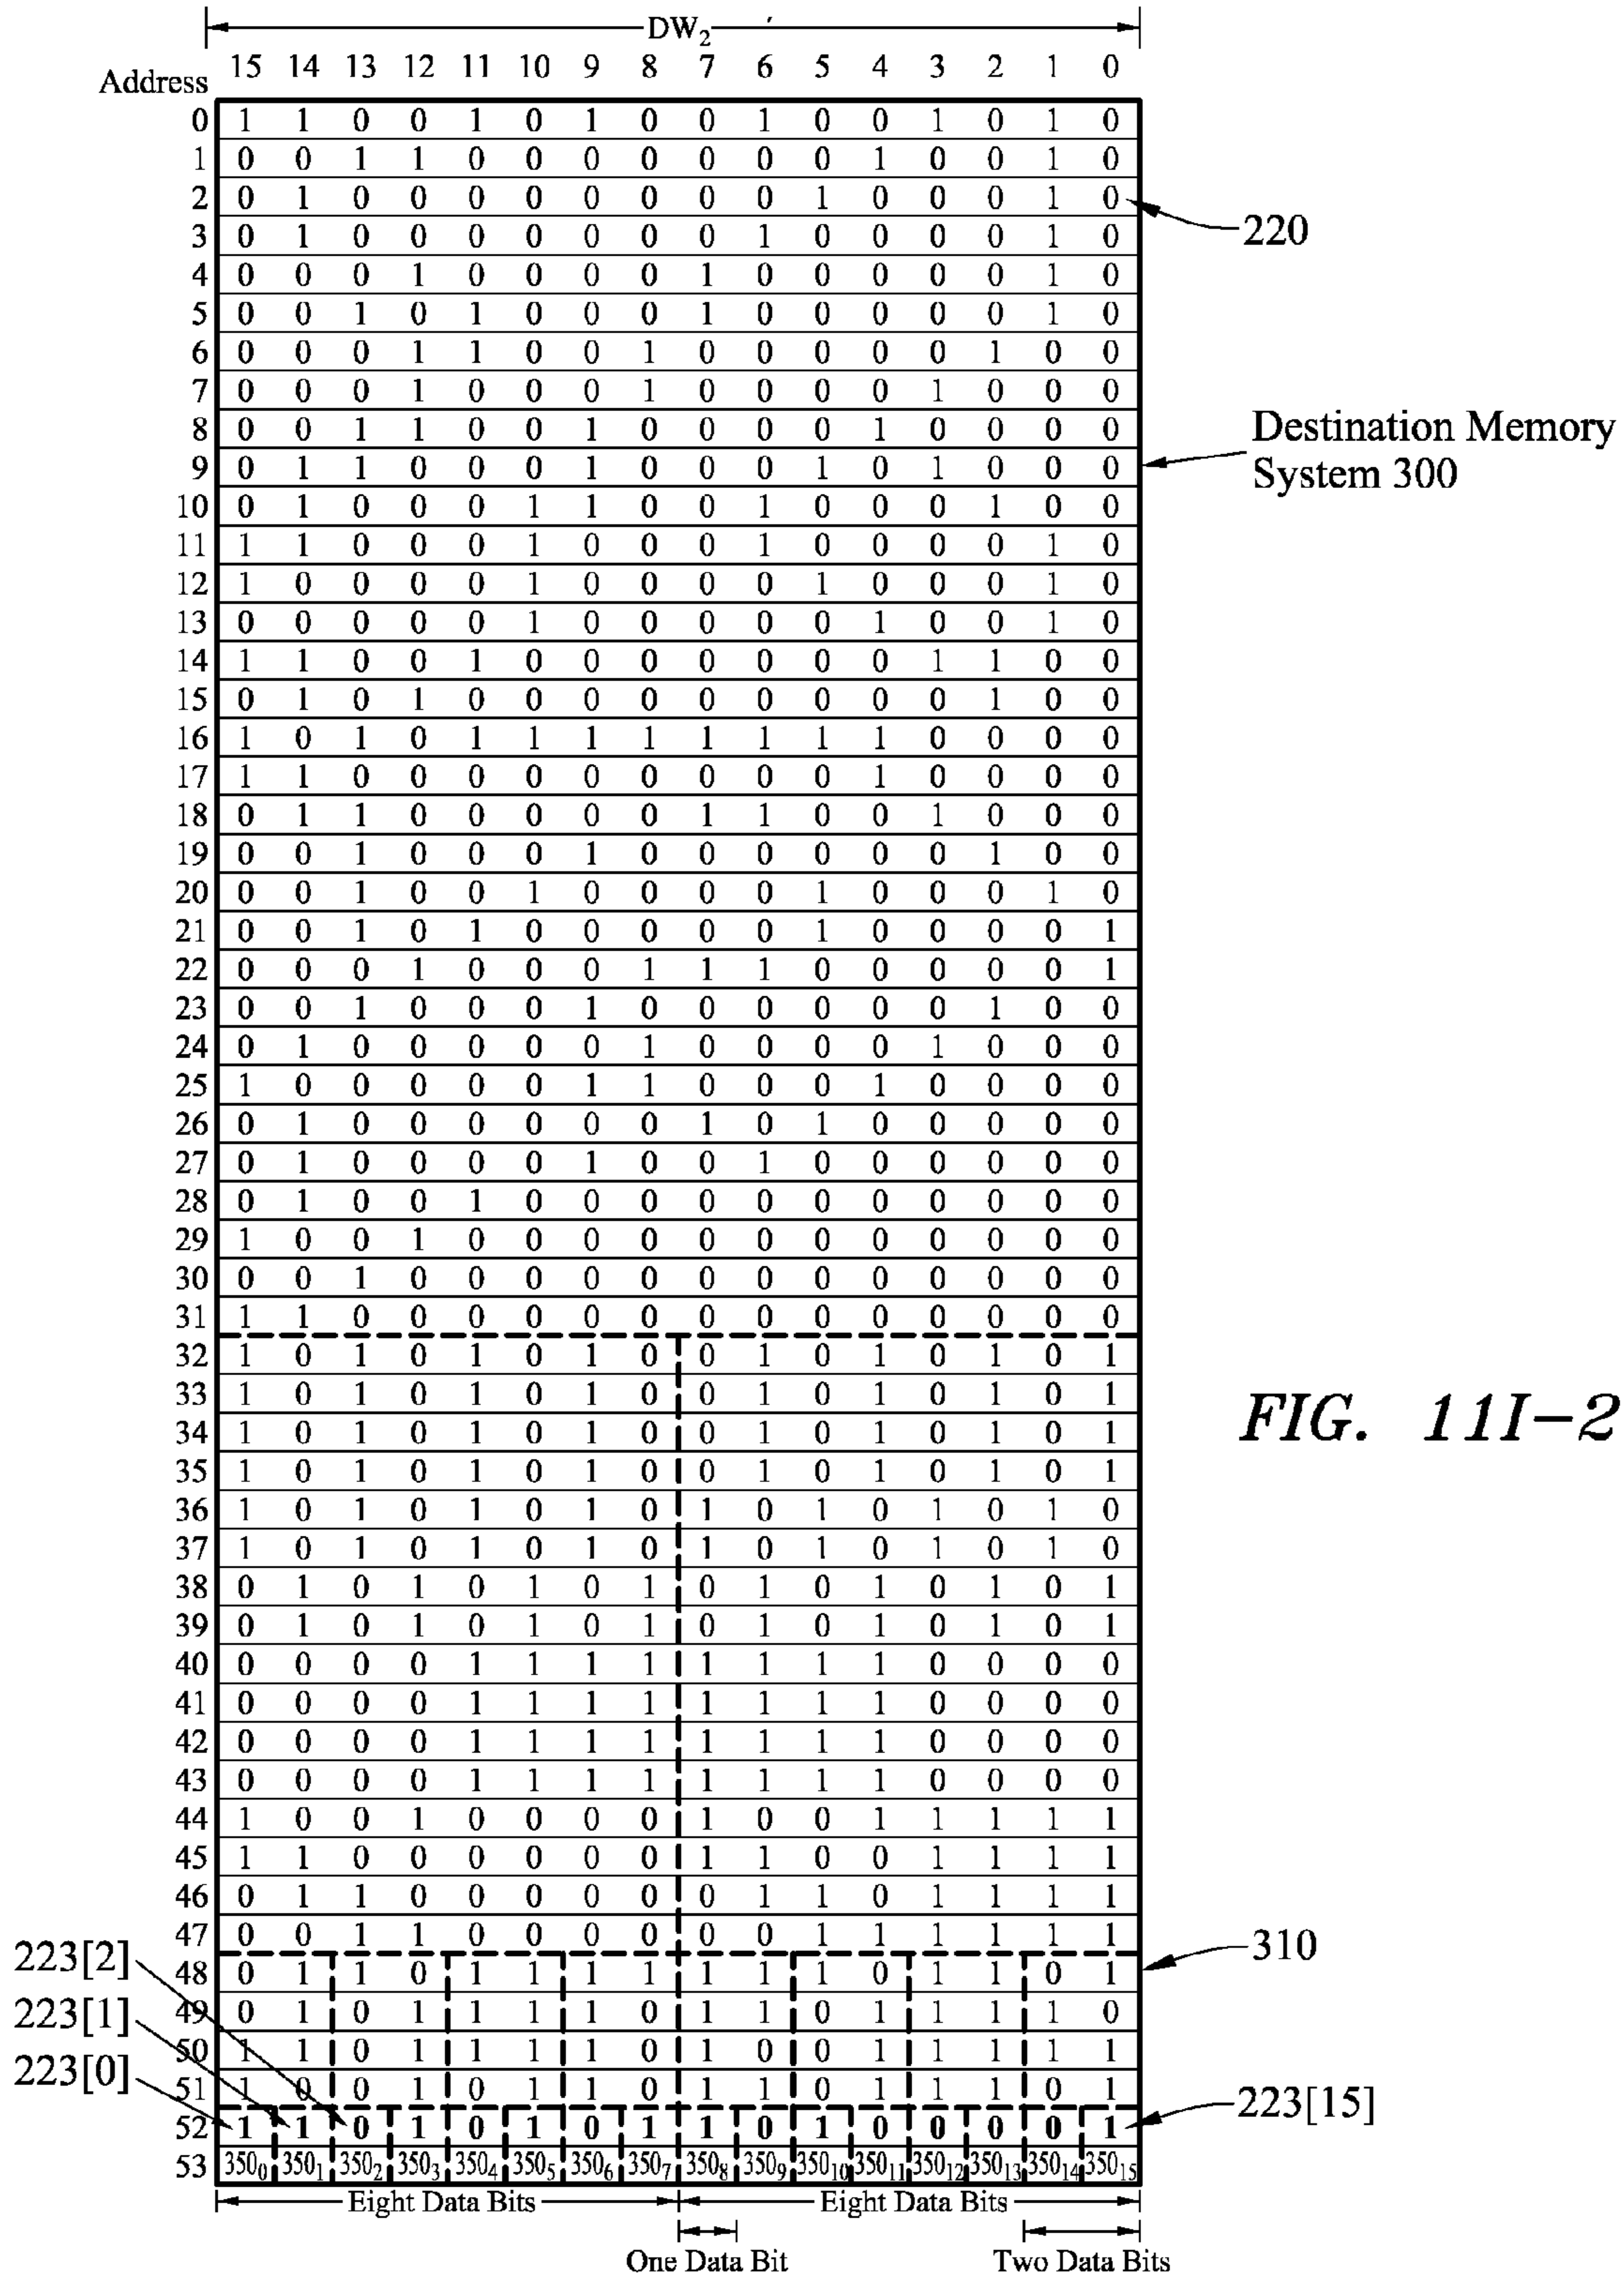 DW2
15 14 13 12 11 10 9 8 7 6 5 4 3 2 1 0
Address
0 1 1 0 0 1 0 1 0 0 1 0 0 1 0 1 0
1 0 0 1 1 0 0 0 0 0 0 0 1 0 0 1 0
2 0 1 0 0 0 0 0 0 0 0 1 0 0 0 1 0
220
3 0 1 0 0 0 0 0 0 0 1 0 0 0 0 1 0
4 0 0 0 1 0 0 0 0 1 0 0 0 0 0 1 0
5 0 0 1 0 1 0 0 0 1 0 0 0 0 0 1 0
6 0 0 0 1 1 0 0 1 0 0 0 0 0 1 0 0
7 0 0 0 1 0 0 0 1 0 0 0 0 1 0 0 0
8 0 0 1 1 0 0 1 0 0 0 0 1 0 0 0 0
Destination Memory
System 300
9 0 1 1 0 0 0 1 0 0 0 1 0 1 0 0 0
10 0 1 0 0 0 1 1 0 0 1 0 0 0 1 0 0
11 1 1 0 0 0 1 0 0 0 1 0 0 0 0 1 0
12 1 0 0 0 0 1 0 0 0 0 1 0 0 0 1 0
13 0 0 0 0 0 1 0 0 0 0 0 1 0 0 1 0
14 1 1 0 0 1 0 0 0 0 0 0 0 1 1 0 0
15 0 1 0 1 0 0 0 0 0 0 0 0 0 1 0 0
16 1 0 1 0 1 1 1 1 1 1 1 1 0 0 0 0
17 1 1 0 0 0 0 0 0 0 0 0 1 0 0 0 0
18 0 1 1 0 0 0 0 0 1 1 0 0 1 0 0 0
19 0 0 1 0 0 0 1 0 0 0 0 0 0 1 0 0
20 0 0 1 0 0 1 0 0 0 0 1 0 0 0 1 0
21 0 0 1 0 1 0 0 0 0 0 1 0 0 0 0 1
22 0 0 0 1 0 0 0 1 1 1 0 0 0 0 0 1
23 0 0 1 0 0 0 1 0 0 0 0 0 0 1 0 0
24 0 1 0 0 0 0 0 1 0 0 0 0 1 0 0 0
25 1 0 0 0 0 0 1 1 0 0 0 1 0 0 0 0
26 0 1 0 0 0 0 0 0 1 0 1 0 0 0 0 0
27 0 1 0 0 0 0 1 0 0 1 0 0 0 0 0 0
28 0 1 0 0 1 0 0 0 0 0 0 0 0 0 0 0
29 1 0 0 1 0 0 0 0 0 0 0 0 0 0 0 0
30 0 0 1 0 0 0 0 0 0 0 0 0 0 0 0 0
31 1 1 0 0 0 0 0 0 0 0 0 0 0 0 0 0
32 1 0 1 0 1 0 1 0 0 1 0 1 0 1 0 1
33 1 0 1 0 1 0 1 0 0 1 0 1 0 1 0 1
34 1 0 1 0 1 0 1 0 0 1 0 1 0 1 0 1
FIG. 11I-2
35 1 0 1 0 1 0 1 0 0 1 0 1 0 1 0 1
36 1 0 1 0 1 0 1 0 1 0 1 0 1 0 1 0
37 1 0 1 0 1 0 1 0 1 0 1 0 1 0 1 0
38 0 1 0 1 0 1 0 1 0 1 0 1 0 1 0 1
39 0 1 0 1 0 1 0 1 0 1 0 1 0 1 0 1
40 0 0 0 0 1 1 1 1 1 1 1 1 0 0 0 0
41 0 0 0 0 1 1 1 1 1 1 1 1 0 0 0 0
42 0 0 0 0 1 1 1 1 1 1 1 1 0 0 0 0
43 0 0 0 0 1 1 1 1 1 1 1 1 0 0 0 0
44 1 0 0 1 0 0 0 0 1 0 0 1 1 1 1 1
45 1 1 0 0 0 0 0 0 1 1 0 0 1 1 1 1
46 0 1 1 0 0 0 0 0 0 1 1 0 1 1 1 1
47 0 0 1 1 0 0 0 0 0 0 1 1 1 1 1 1
310
223[2]
48 0 1 1 0 1 1 1 1 1 1 1 0 1 1 0 1
49 0 1 0 1 1 1 1 0 1 1 0 1 1 1 1 0
223[1]
50 1 1 0 1 1 1 1 0 1 0 0 1 1 1 1 1
223[0]
51 1 0 0 1 0 1 1 0 1 1 0 1 1 1 0 1
52 1 1 0 1 0 1 0 1 1 0 1 0 0 0 0 1
223[15]
53 3500 3501 3502 3503 3504 3505 3506 3507 3508 3509 35010 35011 35012 35013 35014 35015
Eight Data Bits Eight Data Bits
One Data Bit Two Data Bits